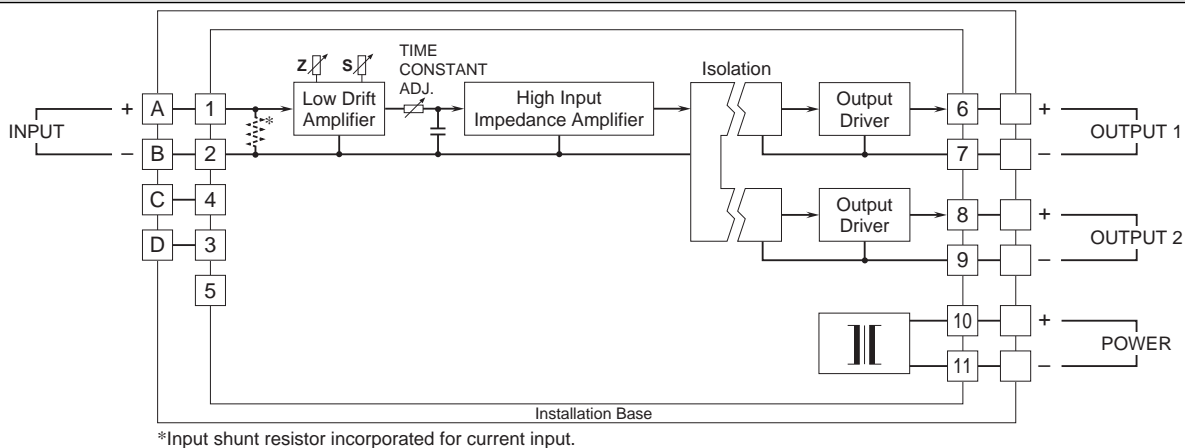 Z
S
TIME
CONSTANT
ADJ.
Isolation
INPUT
+
A
1
*
Low Drift
Amplifier
High Input
Impedance Amplifier
Output
Driver
6
+
OUTPUT 1
–
B
2
7
–
C
4
Output
Driver
8
+
OUTPUT 2
D
3
9
–
5
10
+
POWER
11
–
Installation Base
*Input shunt resistor incorporated for current input.